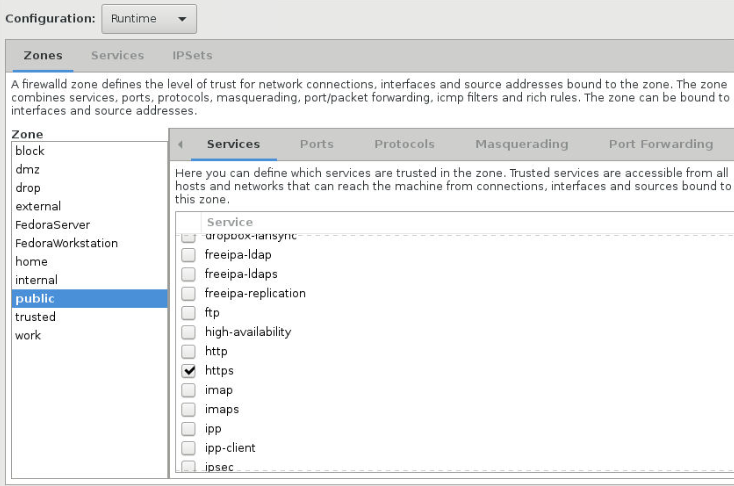 Configuration: Runtime
Zones Services IPSets
A firewalld zone defines the level of trust for network connections, interfaces and source addresses bound to the zone. The zone
combines services, ports, protocols, masquerading, port/packet forwarding, icmp filters and rich rules. The zone can be bound to
interfaces and source addresses.
Zone
block
dmz
drop
external
FedoraServer
FedoraWorkstation
home
internal
public
trusted
work
Services Ports Protocols Masquerading Port Forwarding
Here you can define which services are trusted in the zone. Trusted services are accessible from all
hosts and networks that can reach the machine from connections, interfaces and sources bound to
this zone.
Service
dropbox-lansync
freeipa-ldap
freeipa-ldaps
freeipa-replication
ftp
high-availability
http
https
imap
imaps
ipp
ipp-client
ipsec